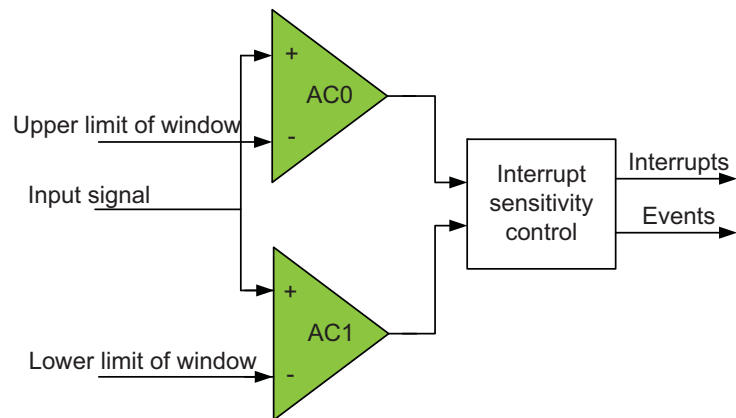 +
AC0
Upper limit of window
-
Interrupts
Interrupt
sensitivity
control
Input signal
Events
+
AC1
Lower limit of window
-